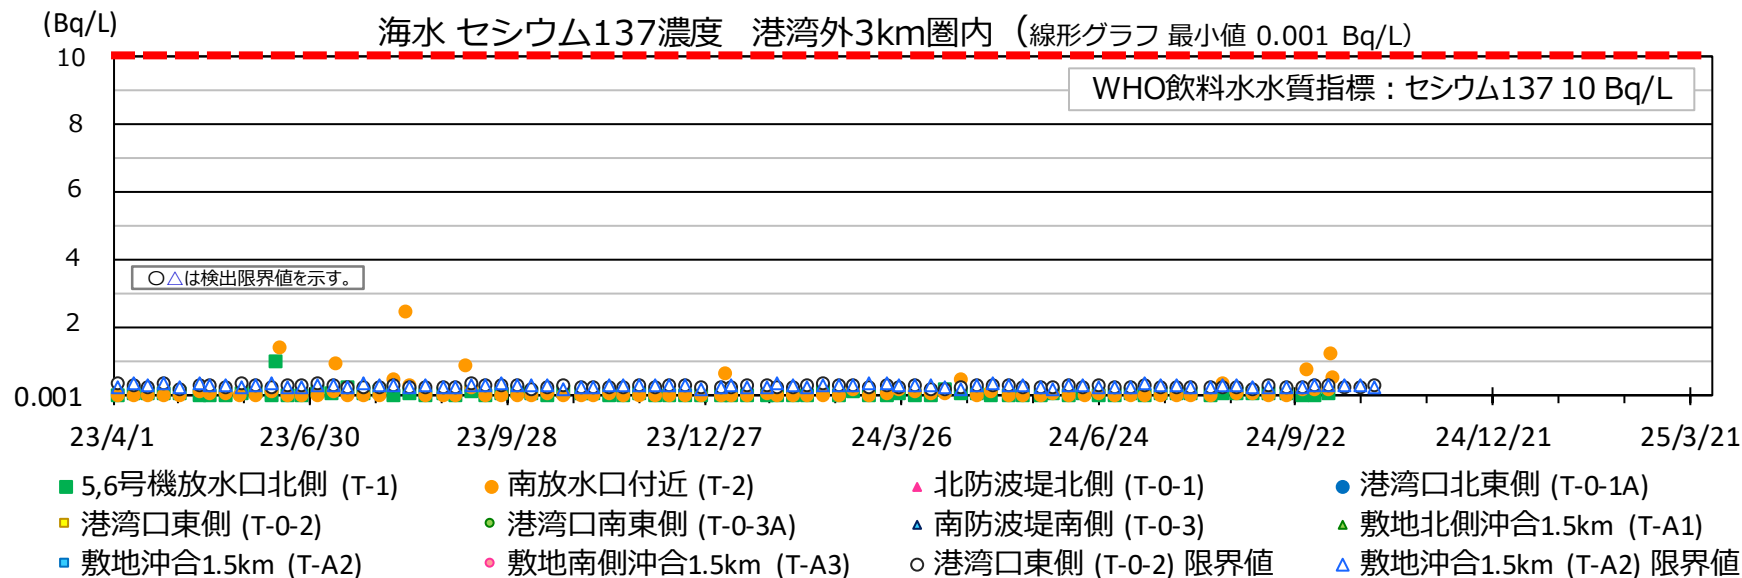 (Bq/L)
海水 セシウム137濃度 港湾外3km圏内 (線形グラフ 最小値 0.001 Bq/L)
10
WHO飲料水水質指標：セシウム137 10 Bq/L
8
6
4
○△は検出限界値を示す。
2
0.001
23/4/1 23/6/30 23/9/28 23/12/27 24/3/26 24/6/24 24/9/22 24/12/21 25/3/21
5,6号機放水口北側 (T-1) 南放水口付近 (T-2) 北防波堤北側 (T-0-1) 港湾口北東側 (T-0-1A)
港湾口東側 (T-0-2) 港湾口南東側 (T-0-3A) 南防波堤南側 (T-0-3) 敷地北側沖合1.5km (T-A1)
敷地沖合1.5km (T-A2) 敷地南側沖合1.5km (T-A3) 港湾口東側 (T-0-2) 限界値 敷地沖合1.5km (T-A2) 限界値